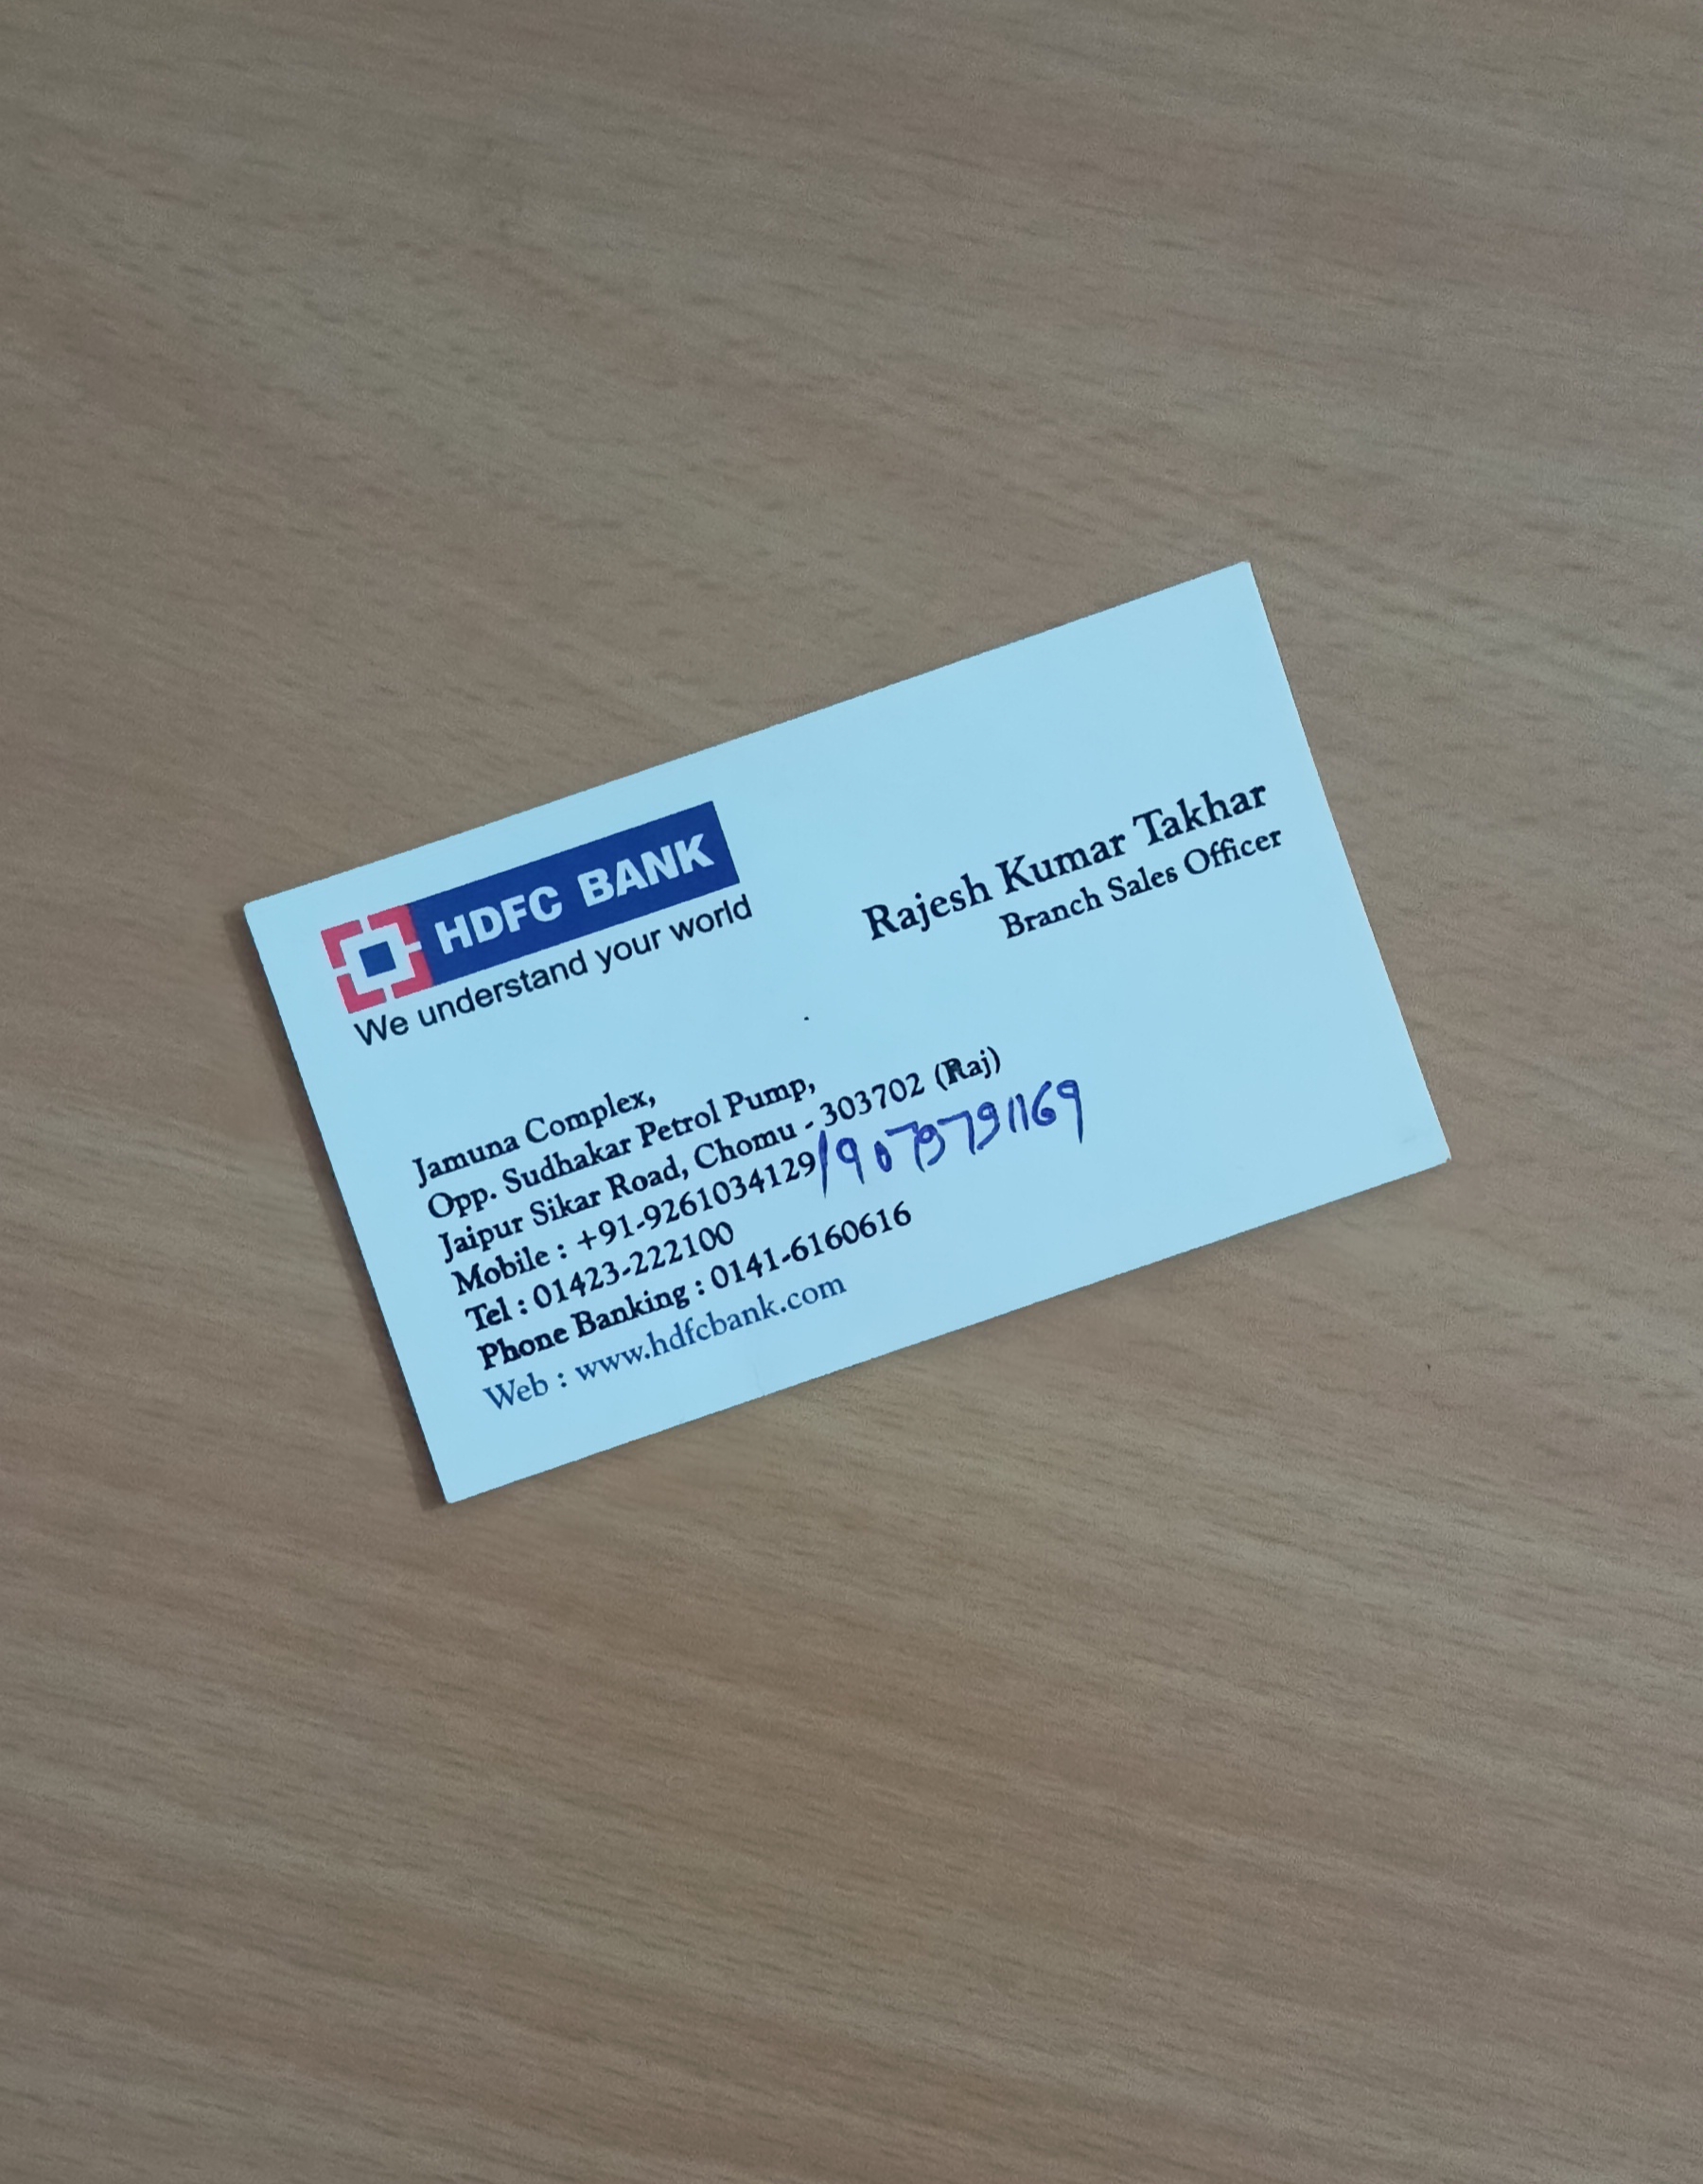 HDFC BANK
We understand your world
Rajesh Kumar Takhar
Branch Sales Officer
Jamuna Complex,
Opp. Sudhakar Petrol Pump,
Jaipur Sikar Road, Chomu - 303702 (Raj)
Mobile : +91-9261034129/9079791169
Tel : 01423-222100
Phone Banking : 0141-6160616
Web : www.hdfcbank.com